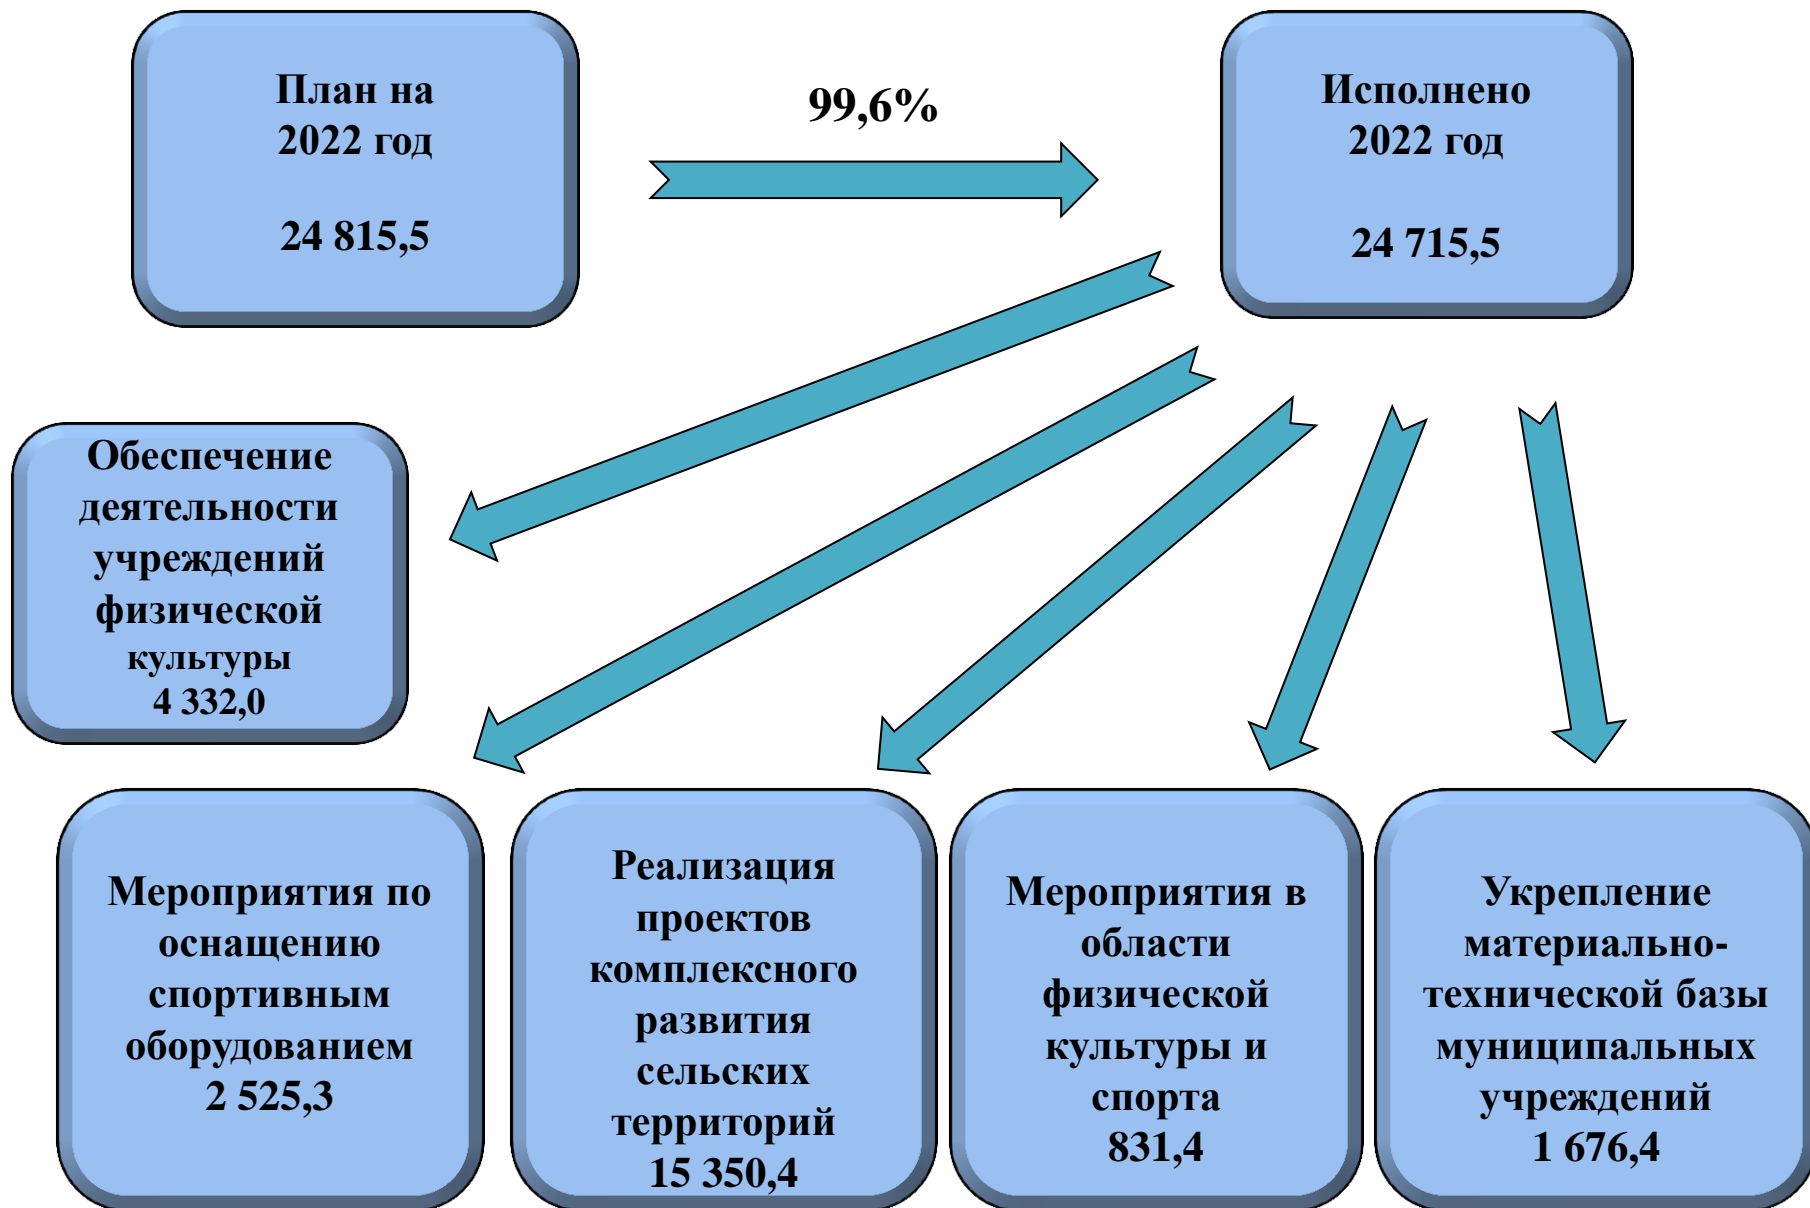 План на
2022 год
24 815,5
99,6%
Исполнено
2022 год
24 715,5
Обеспечение
деятельности
учреждений
физической
культуры
4 332,0
Мероприятия по
оснащению
спортивным
оборудованием
2 525,3
Реализация
проектов
комплексного
развития
сельских
территорий
15 350,4
Мероприятия в
области
физической
культуры и
спорта
831,4
Укрепление
материально-
технической базы
муниципальных
учреждений
1 676,4